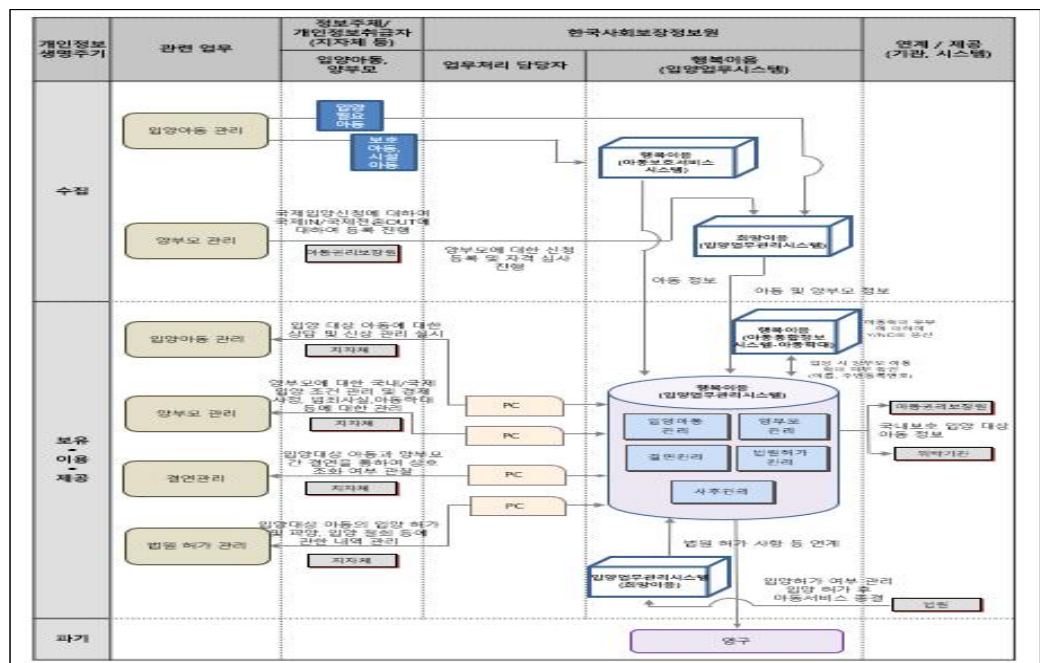 개인정보
생명주기
관련 업무
정보주체/
개인정보취급자
(지자체 등)
입양아동,
양부모
한국사회보장정보원
업무처리 담당자
행복이음
(입양업무시스템)
연계 / 제공
(기관, 시스템)
수집
입양아동 관리
입양
필요
아동
보호
아동,
시설
아동
행복이음
(아동보호서비스
시스템)
양부모 관리
국제입양신청에 대하여
국제IN/국제민간OUT에
대하여 등록 진행
아동권리보장원
양부모에 대한 신청
등록 및 자격 심사
진행
희망이음
(입양업무관리시스템)
아동 정보
아동 및 양부모 정보
보유
-
이용
-
제공
입양아동 관리
입양 대상 아동에 대한
상담 및 신상 관리 실시
지자체
PC
행복이음
(아동통합정보
시스템-아동학대)
양부모 관리
양부모에 대한 국내/국제
입양 조건 관리 및 경제
사정, 범죄사실,아동학대
등에 대한 관리
지자체
PC
행복이음
(입양업무관리시스템)
입양아동
관리
양부모
관리
결연관리
법원허가
관리
사후관리
아동권리보장원
국내보호 입양 대상
아동 정보
위탁기관
결연관리
입양대상 아동과 양부모
간 결연을 통하여 상호
조화 여부 관찰
지자체
PC
법원 허가 관리
입양대상 아동의 입양 허가
및 파양, 입양 철회 등에
관한 내역 관리
지자체
PC
법원 허가 사항 등 연계
입양업무관리시스템
(희망이음)
입양허가 여부 관리
입양 허가 후
아동서비스 종결
법원
파기
영구